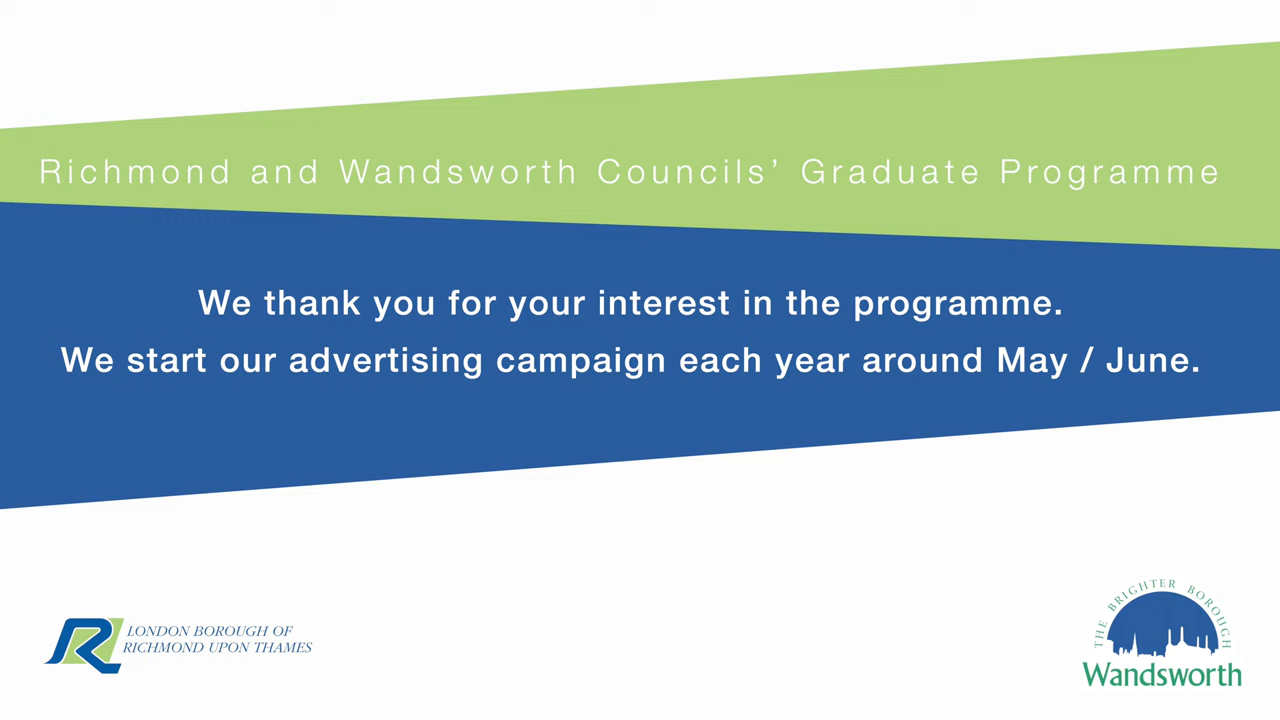 Richmond and Wandsworth Councils’ Graduate Programme
We thank you for your interest in the programme.
We start our advertising campaign each year around May / June.
LONDON BOROUGH OF
RICHMOND UPON THAMES
THE BRIGHTER BOROUGH
Wandsworth